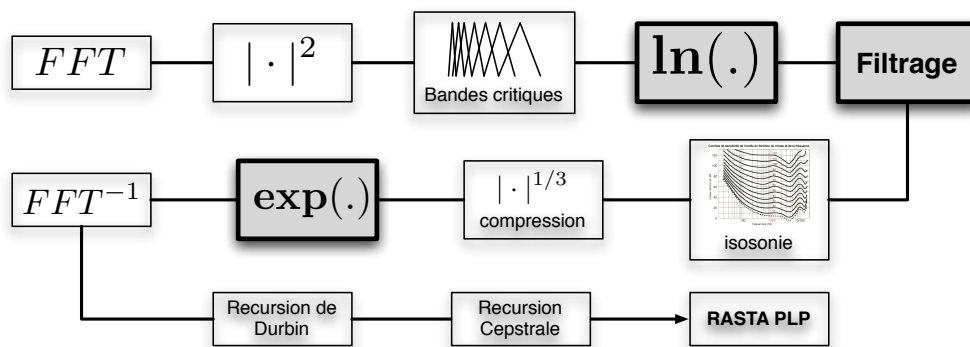 FFT
| · |²
Bandes critiques
ln(.)
Filtrage
FFT⁻¹
exp(.)
| · |^{1/3}
compression
isosonie
Recursion de
Durbin
Recursion
Cepstrale
RASTA PLP